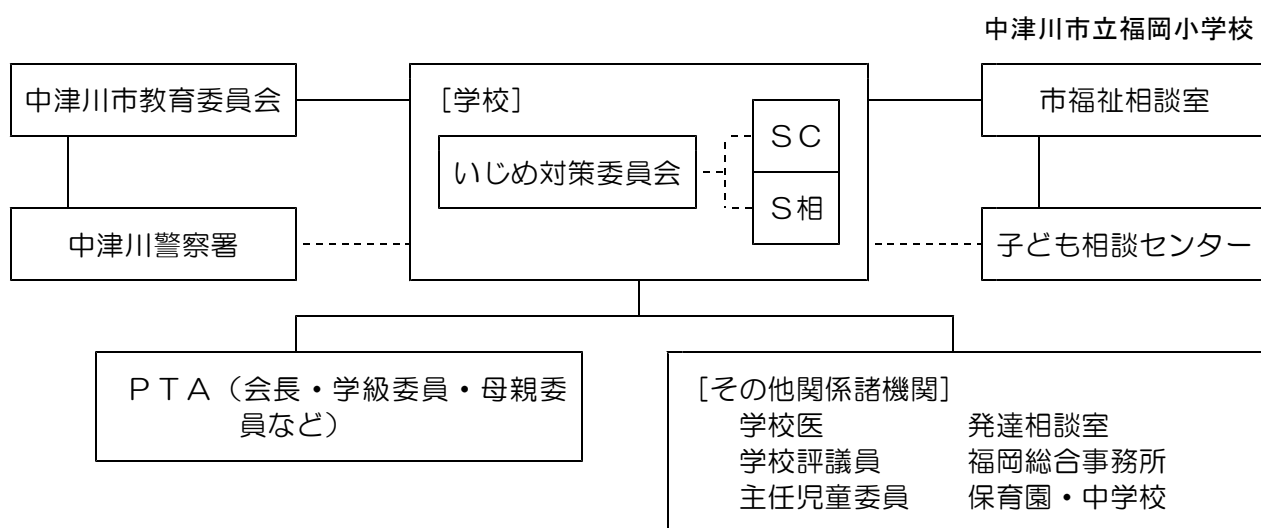 中津川市立福岡小学校
中津川市教育委員会
[学校]
市福祉相談室
いじめ対策委員会
SC
S相
中津川警察署
子ども相談センター
PTA(会長・学級委員・母親委
員など)
[その他関係諸機関]
学校医 発達相談室
学校評議員 福岡総合事務所
主任児童委員 保育園・中学校